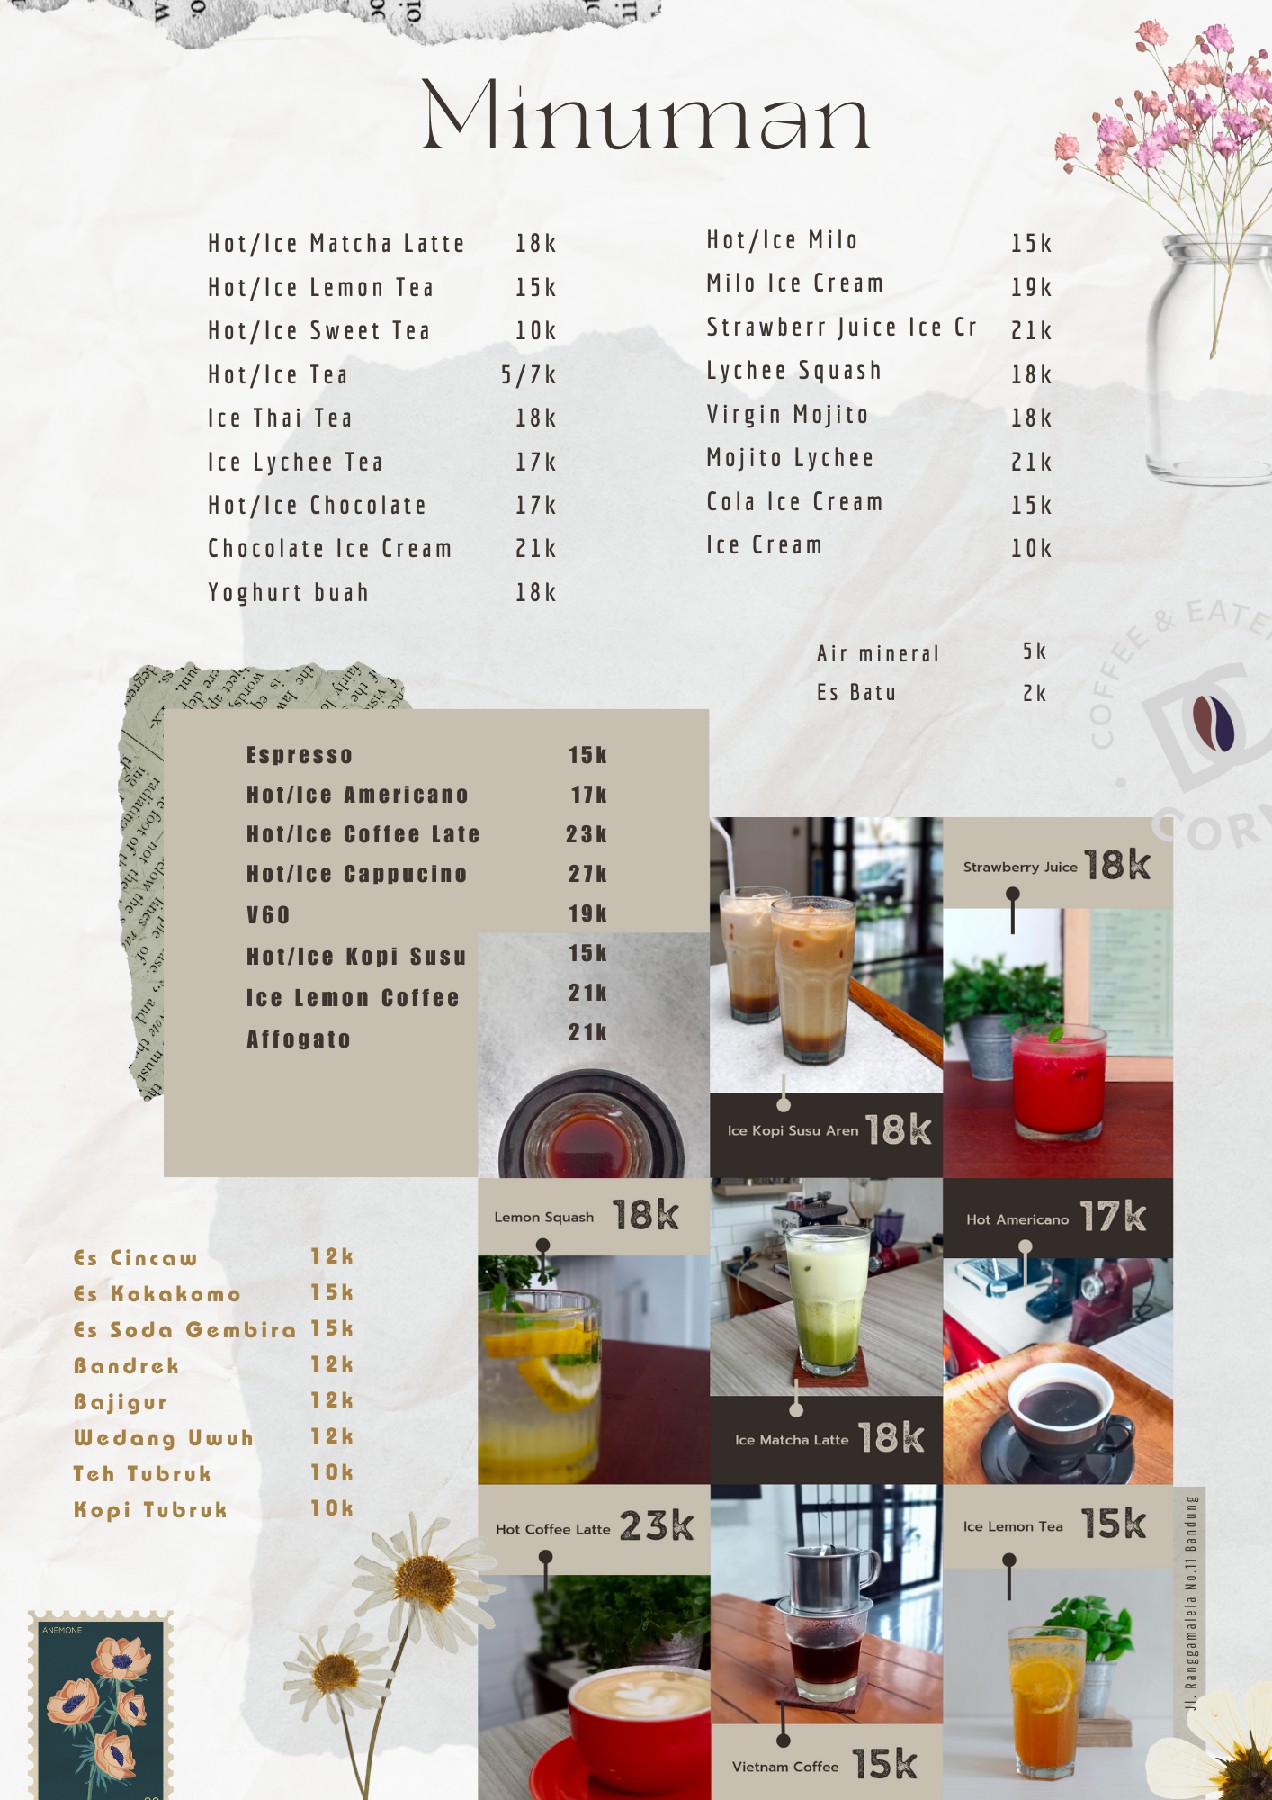 Minuman
Hot/Ice Matcha Latte 18k
Hot/Ice Lemon Tea 15k
Hot/Ice Sweet Tea 10k
Hot/Ice Tea 5/7k
Ice Thai Tea 18k
Ice Lychee Tea 17k
Hot/Ice Chocolate 17k
Chocolate Ice Cream 21k
Yoghurt buah 18k
Hot/Ice Milo 15k
Milo Ice Cream 19k
Strawberr Juice Ice Cr 21k
Lychee Squash 18k
Virgin Mojito 18k
Mojito Lychee 21k
Cola Ice Cream 15k
Ice Cream 10k
Air mineral 5k
Es Batu 2k
COFFEE & EATE
DC
COR
Espresso 15k
Hot/Ice Americano 17k
Hot/Ice Coffee Late 23k
Hot/Ice Cappucino 27k
V60 19k
Hot/Ice Kopi Susu 15k
Ice Lemon Coffee 21k
Affogato 21k
Strawberry Juice 18k
Ice Kopi Susu Aren 18k
Lemon Squash 18k
Hot Americano 17k
Ice Matcha Latte 18k
Hot Coffee Latte 23k
Ice Lemon Tea 15k
Vietnam Coffee 15k
Es Cincaw 12k
Es Kokakomo 15k
Es Soda Gembira 15k
Bandrek 12k
Bajigur 12k
Wedang Uwuh 12k
Teh Tubruk 10k
Kopi Tubruk 10k
ANEMONE
Jl. Ranggamalela No.11 Bandung